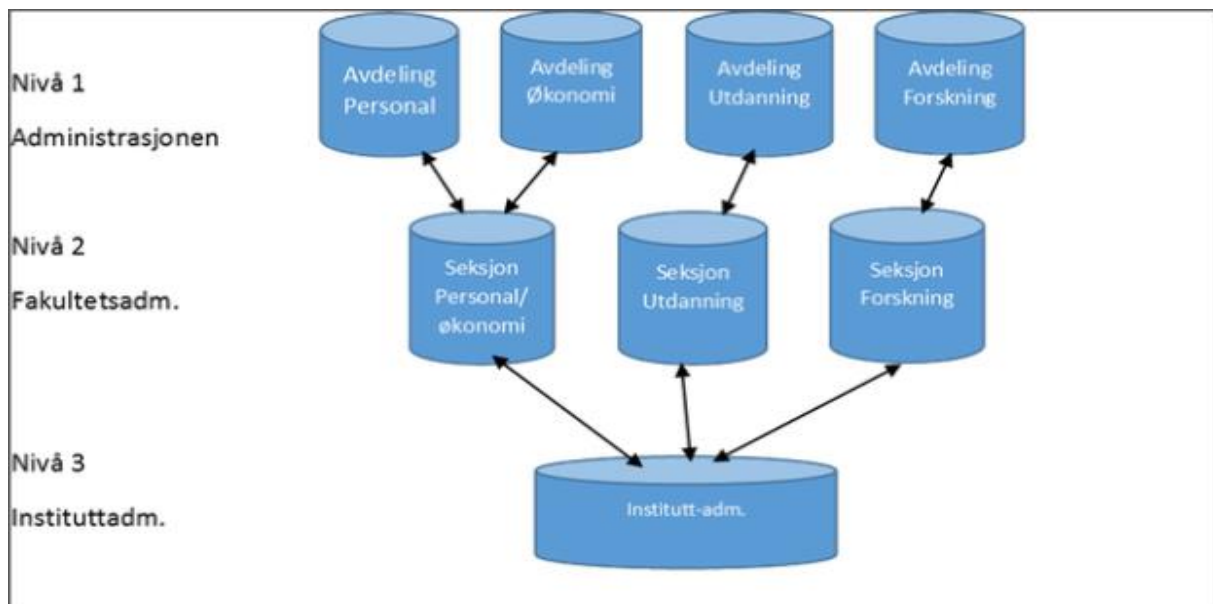 Nivå 1
Administrasjonen
Avdeling
Personal
Avdeling
Økonomi
Avdeling
Utdanning
Avdeling
Forskning
Nivå 2
Fakultetsadm.
Seksjon
Personal/
økonomi
Seksjon
Utdanning
Seksjon
Forskning
Nivå 3
Instituttadm.
Institutt-adm.